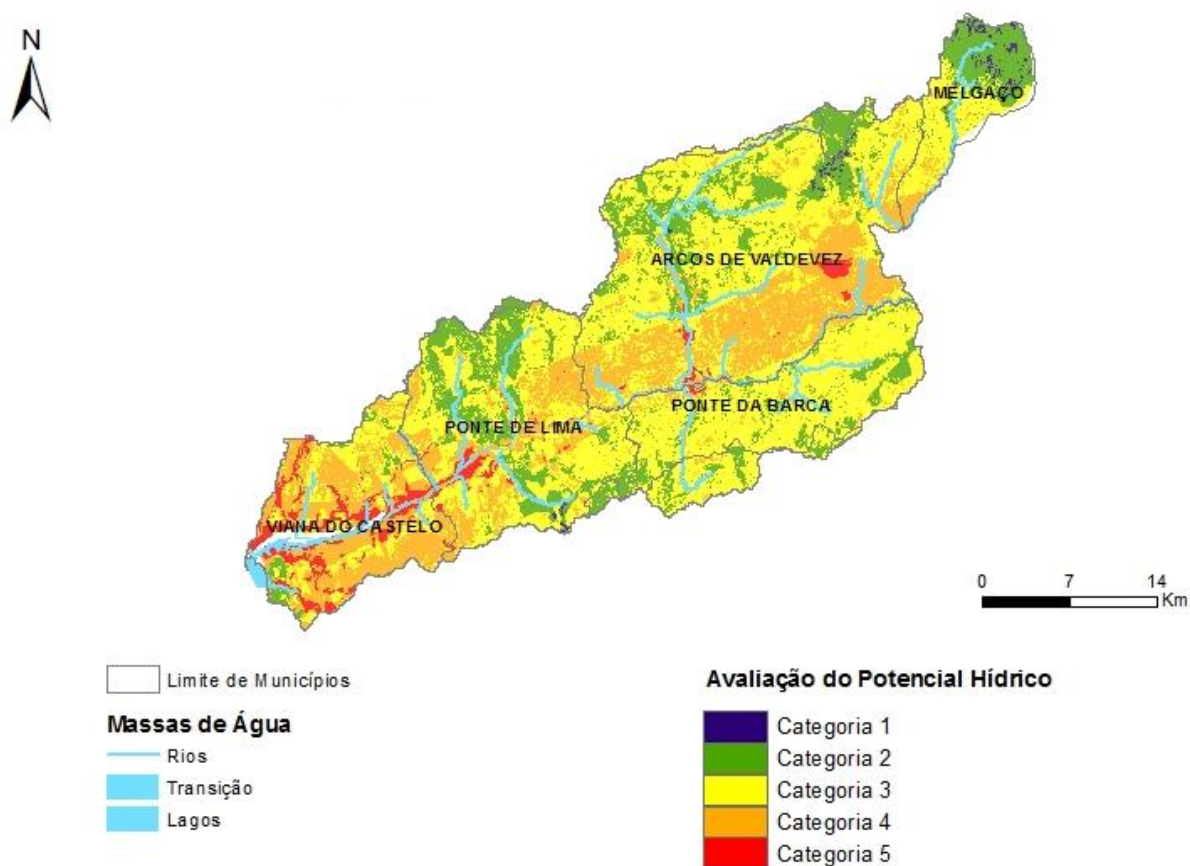 N
MELGAÇO
ARCOS DE VALDEVEZ
PONTE DA BARCA
PONTE DE LIMA
VIANA DO CASTELO
0 7 14
Km
Limite de Municípios
Massas de Água
Rios
Transição
Lagos
Avaliação do Potencial Hídrico
Categoria 1
Categoria 2
Categoria 3
Categoria 4
Categoria 5